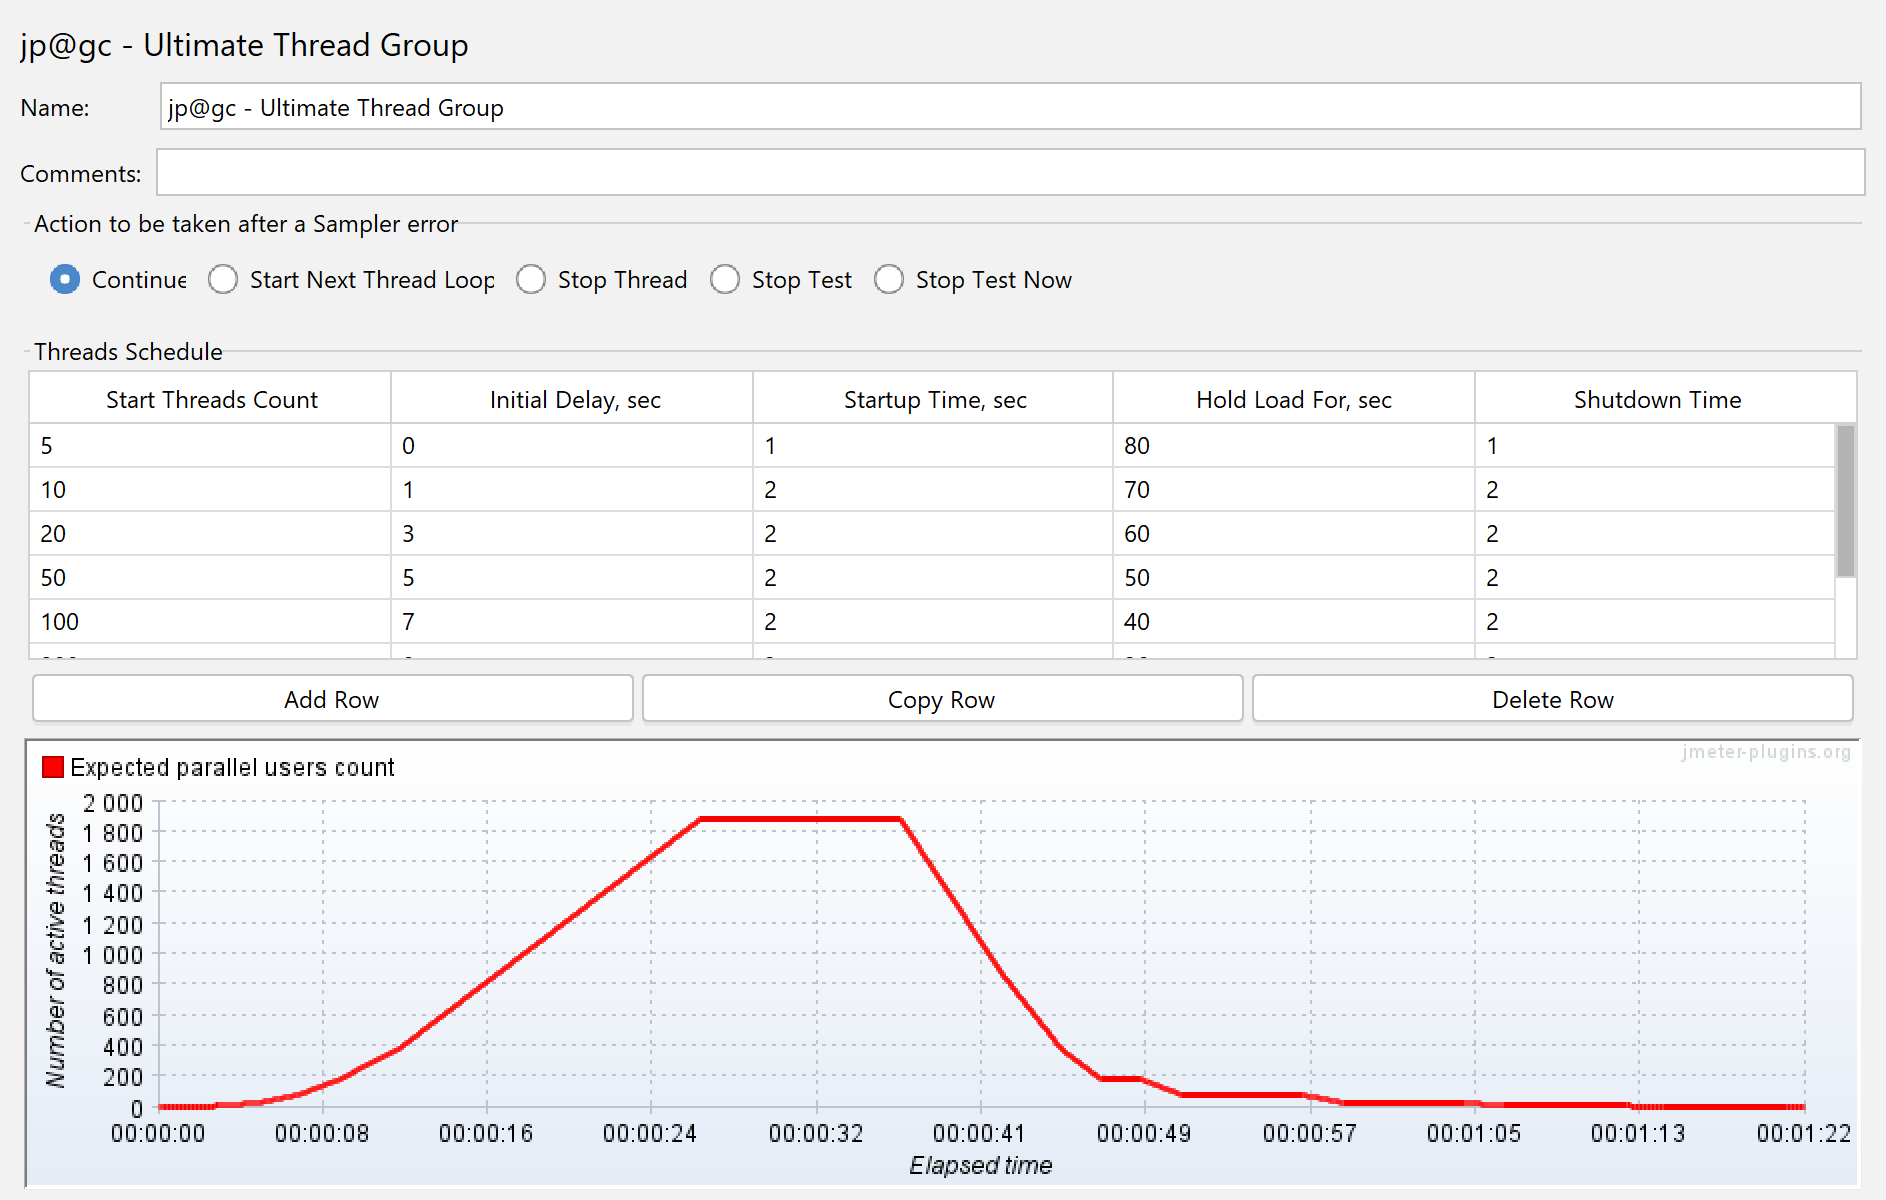 jp@gc - Ultimate Thread Group
Name: jp@gc - Ultimate Thread Group
Comments:
Action to be taken after a Sampler error
Continue Start Next Thread Loop Stop Thread Stop Test Stop Test Now
Threads Schedule
Start Threads Count Initial Delay, sec Startup Time, sec Hold Load For, sec Shutdown Time
5 0 1 80 1
10 1 2 70 2
20 3 2 60 2
50 5 2 50 2
100 7 2 40 2
Add Row Copy Row Delete Row
jmeter-plugins.org
Expected parallel users count
Number of active threads
2 000
1 800
1 600
1 400
1 200
1 000
800
600
400
200
0
00:00:00 00:00:08 00:00:16 00:00:24 00:00:32 00:00:41 00:00:49 00:00:57 00:01:05 00:01:13 00:01:22
Elapsed time